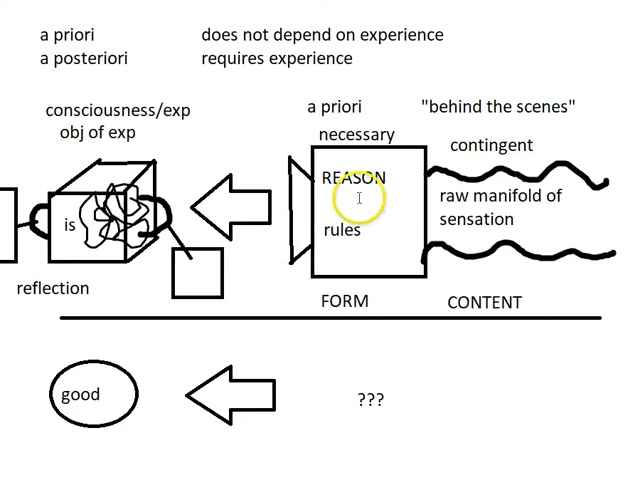 a priori does not depend on experience
a posteriori requires experience
consciousness/exp
obj of exp
a priori
necessary
"behind the scenes"
contingent
REASON
rules
raw manifold of
sensation
is
reflection
FORM
CONTENT
good
???